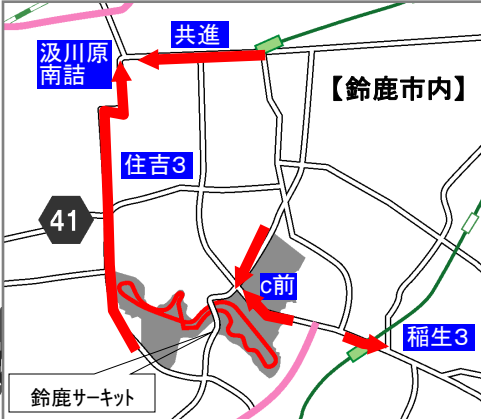 共進
汲川原
南詰
【鈴鹿市内】
住吉3
41
c前
稲生3
鈴鹿サーキット